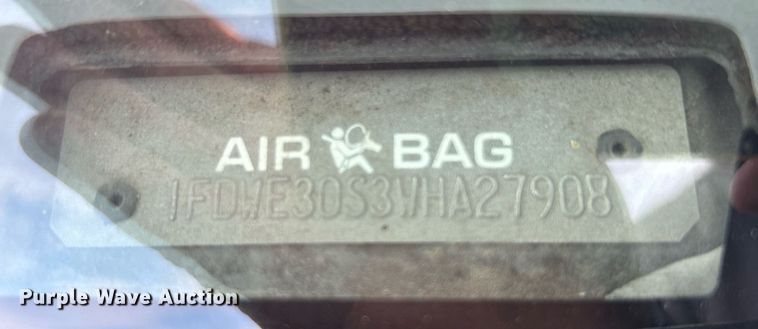 AIR BAG
1FDWE30S3WHA27908
Purple Wave Auction